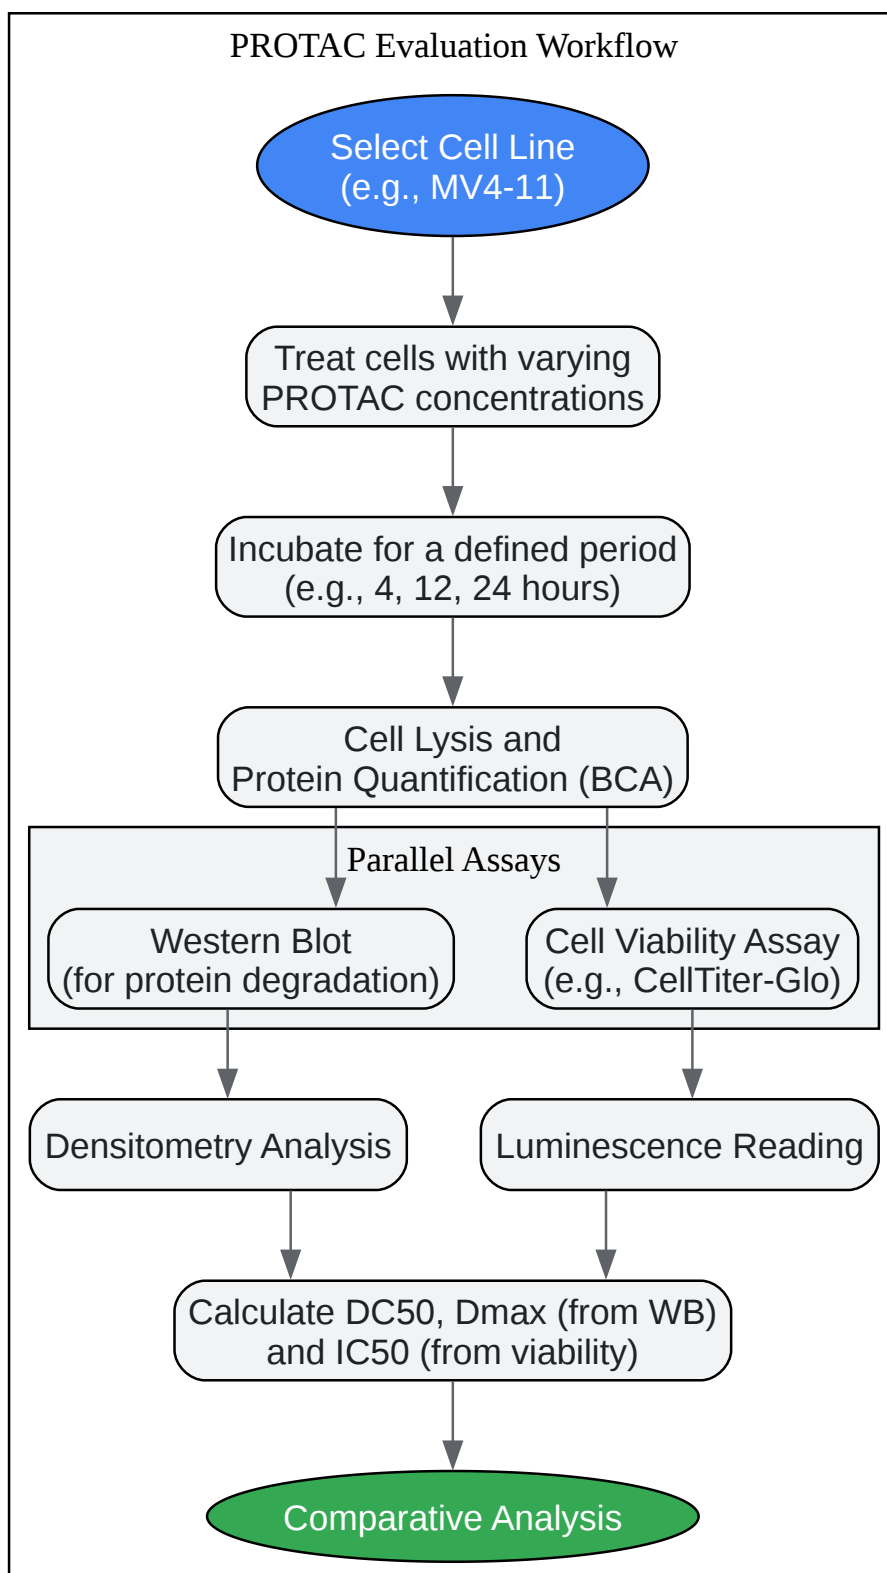 PROTAC Evaluation Workflow
Select Cell Line
(e.g., MV4-11)
Treat cells with varying
PROTAC concentrations
Incubate for a defined period
(e.g., 4, 12, 24 hours)
Cell Lysis and
Protein Quantification (BCA)
Parallel Assays
Western Blot
(for protein degradation)
Cell Viability Assay
(e.g., CellTiter-Glo)
Densitometry Analysis
Luminescence Reading
Calculate DC50, Dmax (from WB)
and IC50 (from viability)
Comparative Analysis